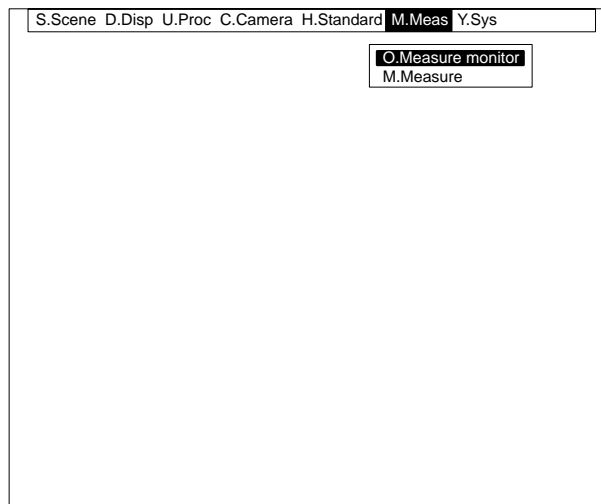 S.Scene D.Disp U.Proc C.Camera H.Standard M.Meas Y.Sys
O.Measure monitor
M.Measure